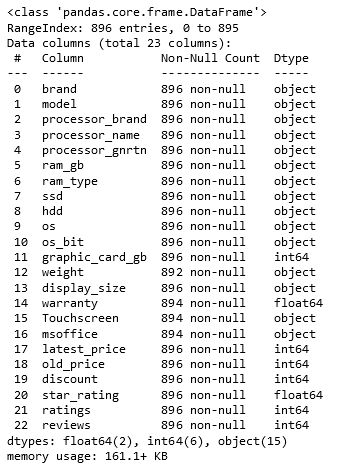 <class 'pandas.core.frame.DataFrame'>
RangeIndex: 896 entries, 0 to 895
Data columns (total 23 columns):
 #   Column           Non-Null Count  Dtype
---  ------           --------------  -----
 0   brand            896 non-null    object
 1   model            896 non-null    object
 2   processor_brand  896 non-null    object
 3   processor_name   896 non-null    object
 4   processor_gnrtn  896 non-null    object
 5   ram_gb           896 non-null    object
 6   ram_type         896 non-null    object
 7   ssd              896 non-null    object
 8   hdd              896 non-null    object
 9   os               896 non-null    object
 10  os_bit           896 non-null    object
 11  graphic_card_gb  896 non-null    int64
 12  weight           892 non-null    object
 13  display_size     896 non-null    object
 14  warranty         894 non-null    float64
 15  Touchscreen      894 non-null    object
 16  msoffice         894 non-null    object
 17  latest_price     896 non-null    int64
 18  old_price        896 non-null    int64
 19  discount         896 non-null    int64
 20  star_rating      896 non-null    float64
 21  ratings          896 non-null    int64
 22  reviews          896 non-null    int64
dtypes: float64(2), int64(6), object(15)
memory usage: 161.1+ KB